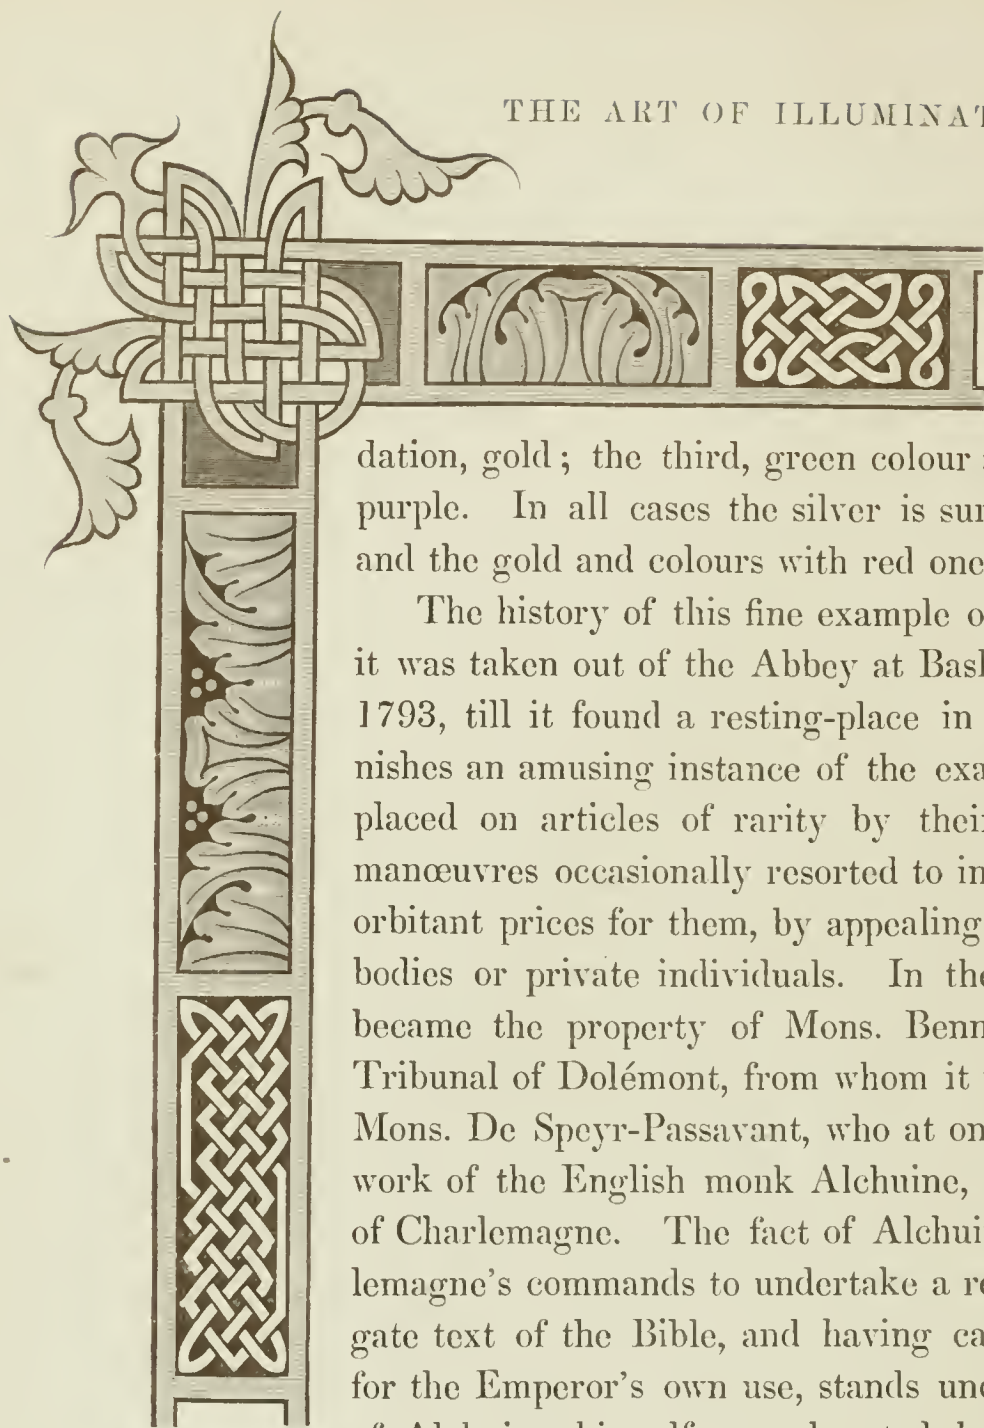 THE ART OF ILLUMINAT
dation, gold; the third, green colour
purple. In all cases the silver is sur
and the gold and colours with red one
The history of this fine example o
it was taken out of the Abbey at Basl
1793, till it found a resting-place in
nishes an amusing instance of the exa
placed on articles of rarity by their
manœuvres occasionally resorted to in
orbitant prices for them, by appealing
bodies or private individuals. In the
became the property of Mons. Benn
Tribunal of Dolémont, from whom it
Mons. De Speyr-Passavant, who at on
work of the English monk Alchuine,
of Charlemagne. The fact of Alchui
lemagne's commands to undertake a re
gate text of the Bible, and having ca
for the Emperor's own use, stands un